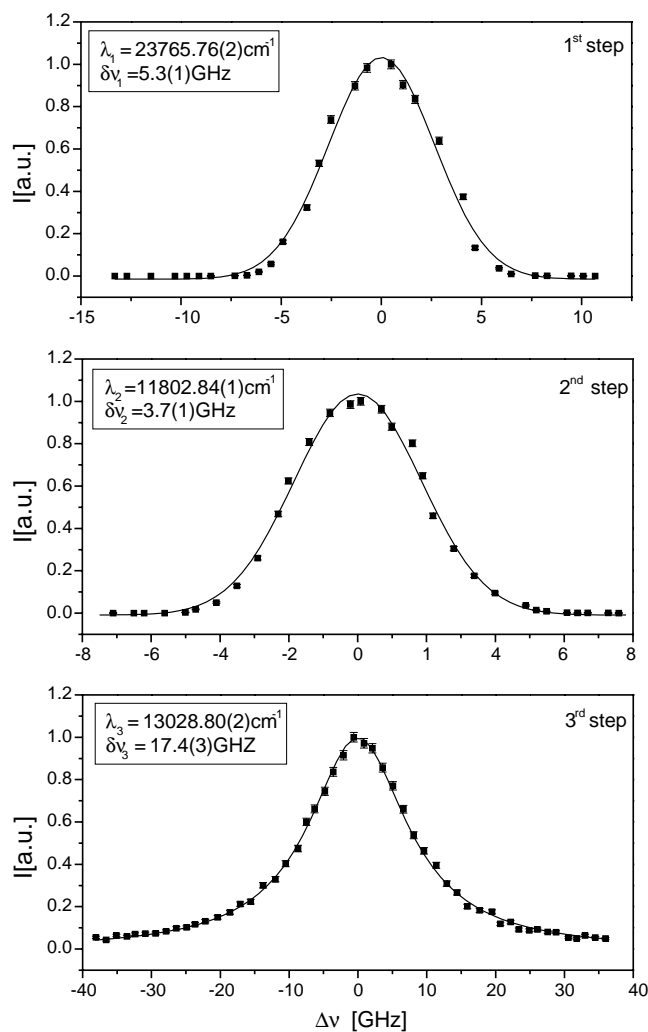 1.2
1.0
0.8
0.6
0.4
0.2
0.0
I[a.u.]
λ₁ = 23765.76(2)cm⁻¹
δν₁ =5.3(1)GHz
1ˢᵗ step
-15 -10 -5 0 5 10
1.2
1.0
0.8
0.6
0.4
0.2
0.0
I[a.u.]
λ₂ =11802.84(1)cm⁻¹
δν₂ =3.7(1)GHz
2ⁿᵈ step
-8 -6 -4 -2 0 1 4 6 8
1.2
1.0
0.8
0.6
0.4
0.2
0.0
I[a.u.]
λ₃ = 13028.80(2)cm⁻¹
δν₃ = 17.4(3)GHZ
3ʳᵈ step
-40 -30 -20 -10 0 10 20 30 40
Δν [GHz]